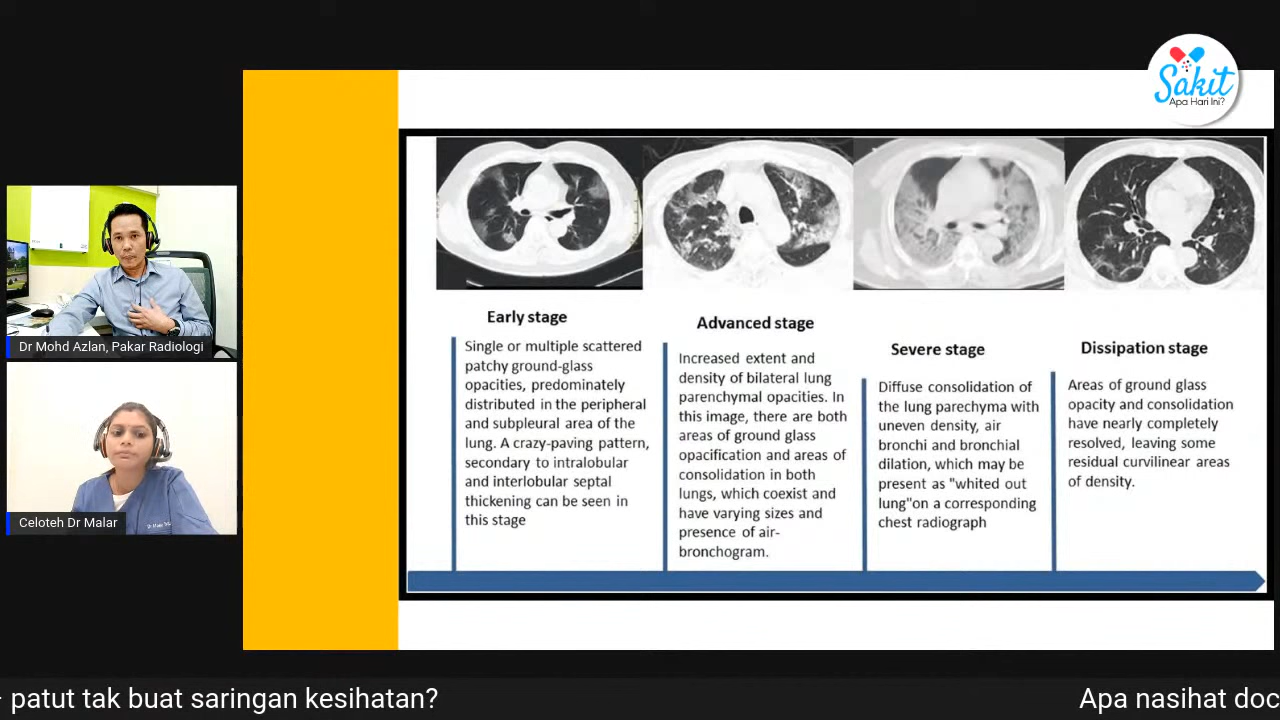 Sakit
Apa Hari Ini?
Dr Mohd Azlan, Pakar Radiologi
Celoteh Dr Malar
Early stage
Single or multiple scattered
patchy ground-glass
opacities, predominately
distributed in the peripheral
and subpleural area of the
lung. A crazy-paving pattern,
secondary to intralobular
and interlobular septal
thickening can be seen in
this stage
Advanced stage
Increased extent and
density of bilateral lung
parenchymal opacities. In
this image, there are both
areas of ground glass
opacification and areas of
consolidation in both
lungs, which coexist and
have varying sizes and
presence of air-
bronchogram.
Severe stage
Diffuse consolidation of
the lung parechyma with
uneven density, air
bronchi and bronchial
dilation, which may be
present as "whited out
lung"on a corresponding
chest radiograph
Dissipation stage
Areas of ground glass
opacity and consolidation
have nearly completely
resolved, leaving some
residual curvilinear areas
of density.
patut tak buat saringan kesihatan?
Apa nasihat doc